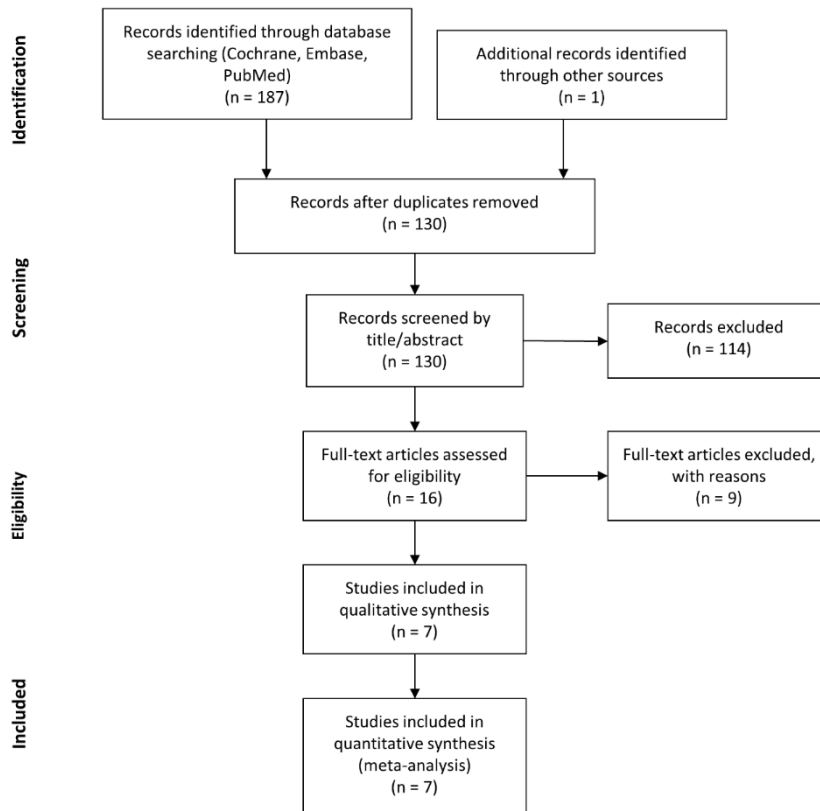 Identification
Records identified through database
searching (Cochrane, Embase,
PubMed)
(n = 187)
Additional records identified
through other sources
(n = 1)
Records after duplicates removed
(n = 130)
Screening
Records screened by
title/abstract
(n = 130)
Records excluded
(n = 114)
Eligibility
Full-text articles assessed
for eligibility
(n = 16)
Full-text articles excluded,
with reasons
(n = 9)
Studies included in
qualitative synthesis
(n = 7)
Included
Studies included in
quantitative synthesis
(meta-analysis)
(n = 7)